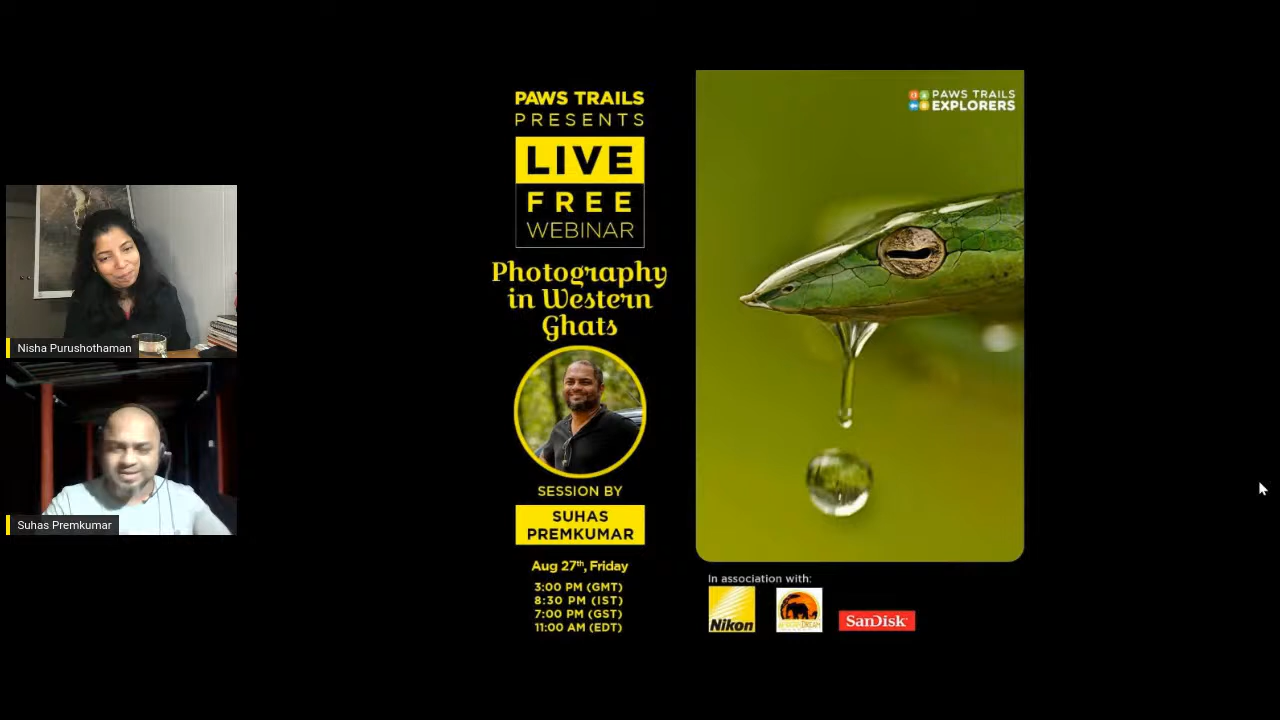 PAWS TRAILS
PRESENTS
LIVE
FREE
WEBINAR
Photography
in Western
Ghats
SESSION BY
SUHAS
PREMKUMAR
Aug 27th, Friday
3:00 PM (GMT)
8:30 PM (IST)
7:00 PM (GST)
11:00 AM (EDT)
PAWS TRAILS
EXPLORERS
In association with:
Nikon
SanDisk
Nisha Purushothaman
Suhas Premkumar